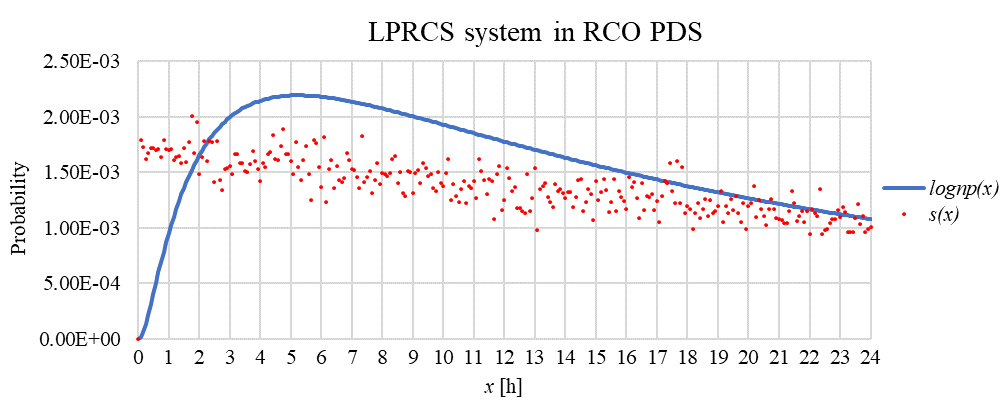 LPRCS system in RCO PDS
2.50E-03
2.00E-03
1.50E-03
1.00E-03
5.00E-04
0.00E+00
Probability
0 1 2 3 4 5 6 7 8 9 10 11 12 13 14 15 16 17 18 19 20 21 22 23 24
x [h]
lognp(x)
s(x)